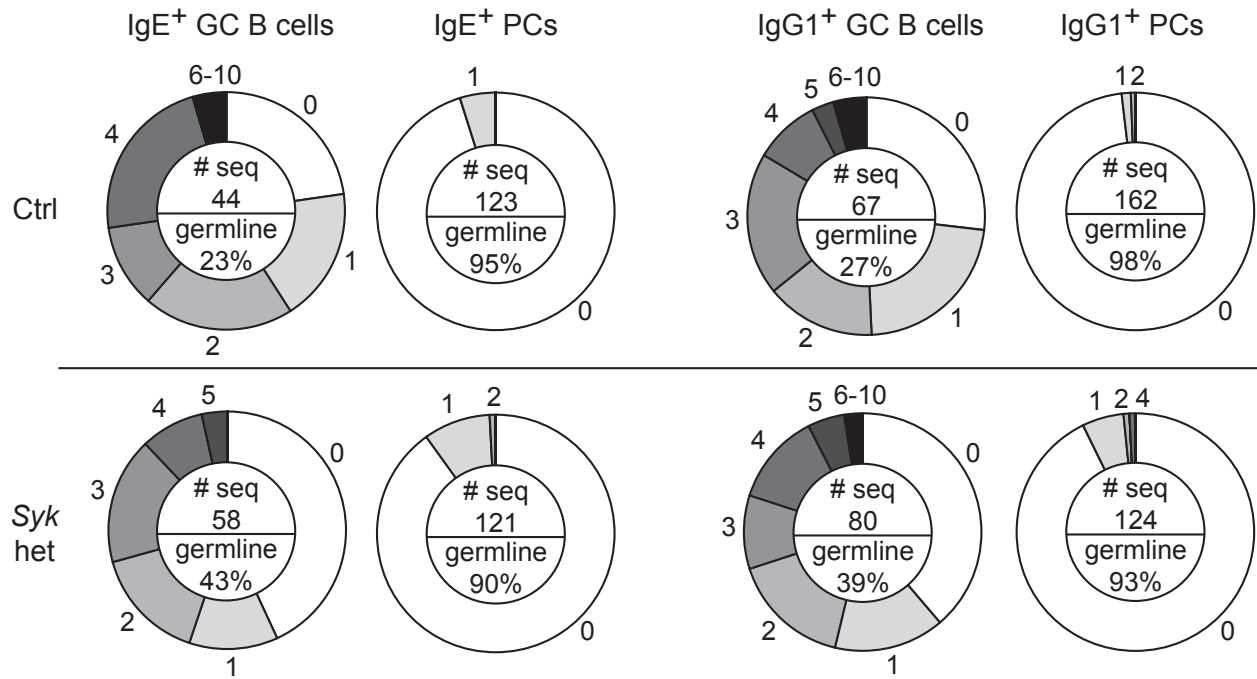 IgE+ GC B cells
IgE+ PCs
IgG1+ GC B cells
IgG1+ PCs
Ctrl
6-10
0
4
3
2
1
# seq
44
germline
23%
1
0
# seq
123
germline
95%
6-10
5
4
3
2
1
0
# seq
67
germline
27%
12
0
# seq
162
germline
98%
Syk
het
5
4
3
2
1
0
# seq
58
germline
43%
1
2
0
# seq
121
germline
90%
6-10
5
4
3
2
1
0
# seq
80
germline
39%
1 2 4
0
# seq
124
germline
93%